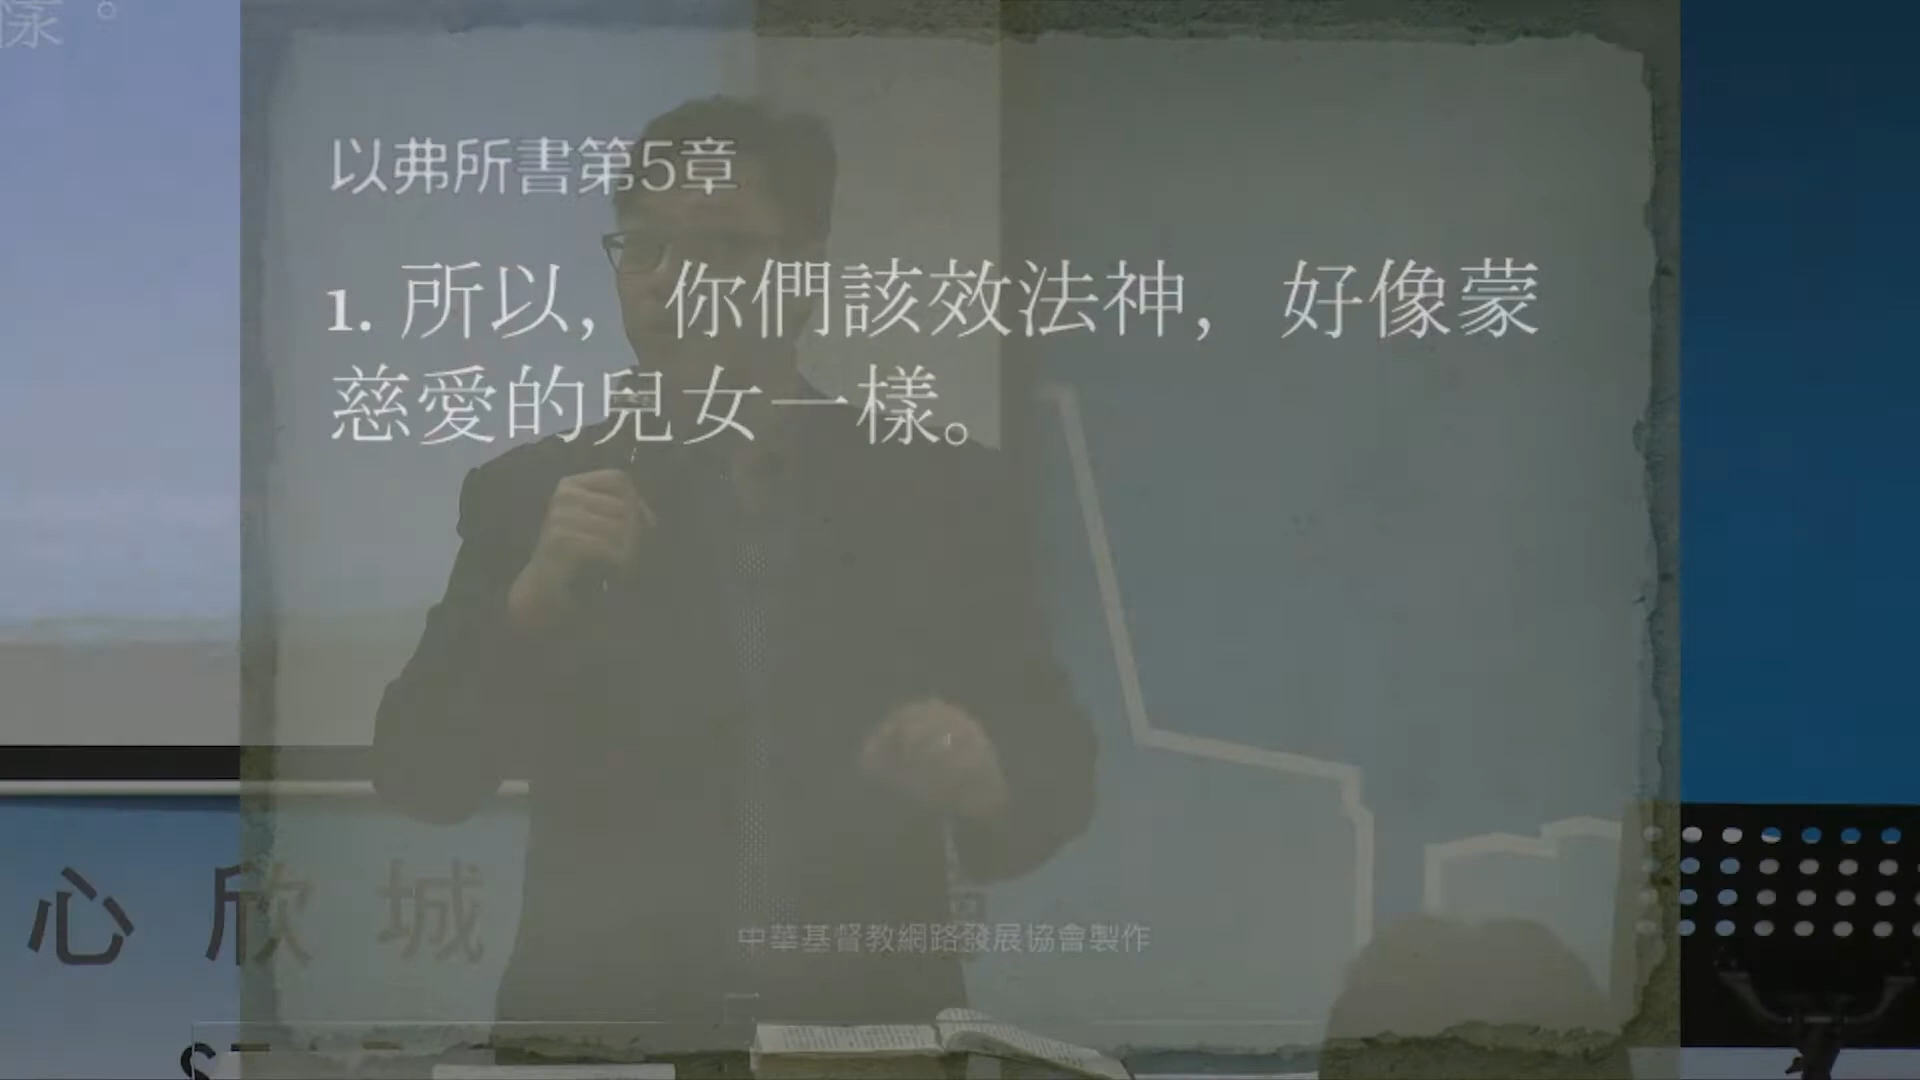 樣。
以弗所書第5章
1. 所以，你們該效法神，好像蒙
慈愛的兒女一樣。
心欣城
中華基督教網路發展協會製作